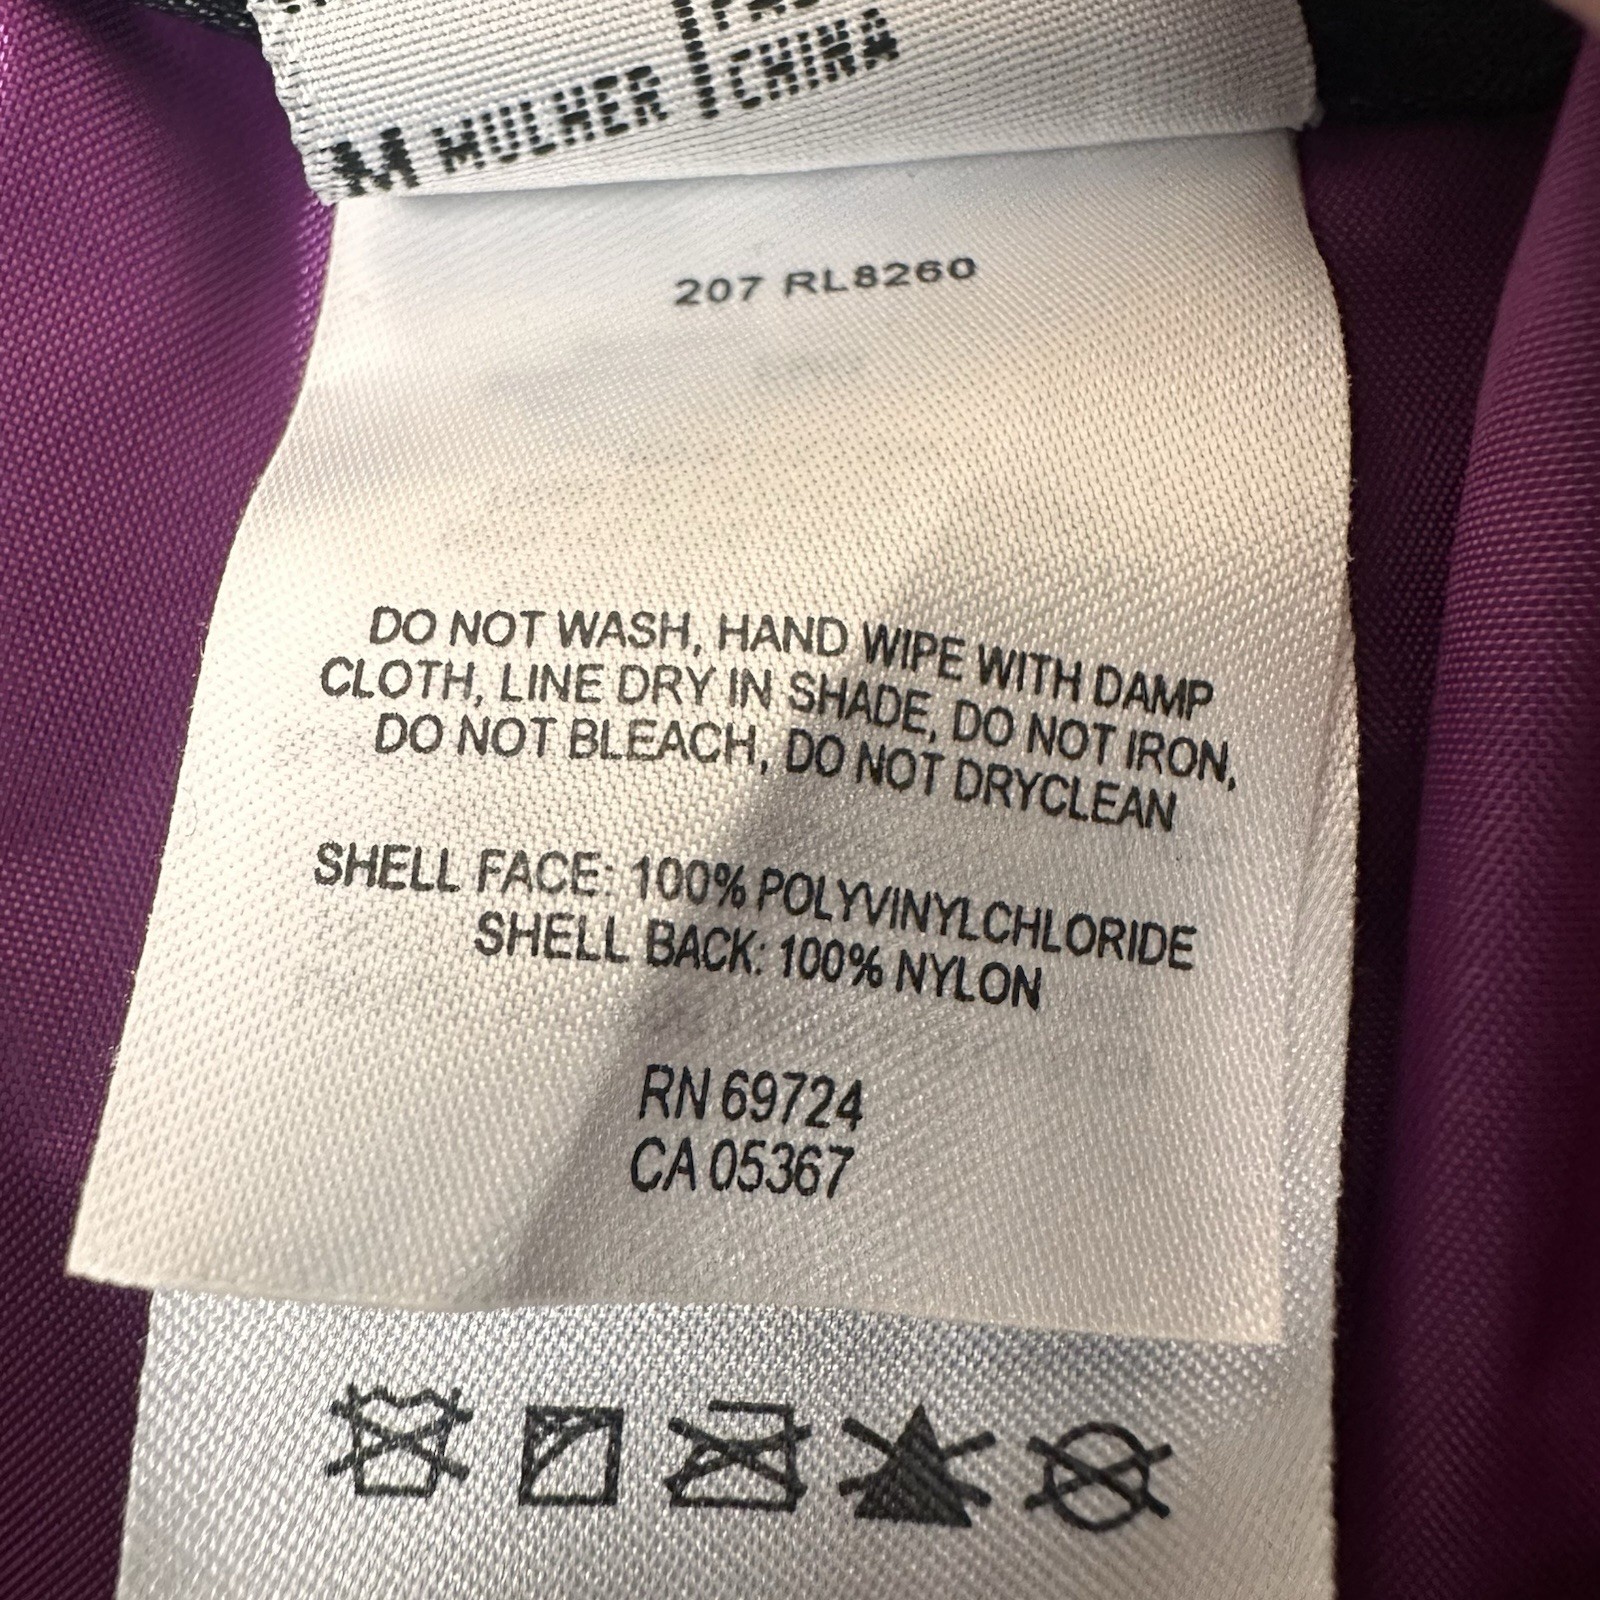 M MULHER CHINA
207 RL8260
DO NOT WASH, HAND WIPE WITH DAMP
CLOTH, LINE DRY IN SHADE, DO NOT IRON,
DO NOT BLEACH, DO NOT DRYCLEAN
SHELL FACE: 100% POLYVINYLCHLORIDE
SHELL BACK: 100% NYLON
RN 69724
CA 05367